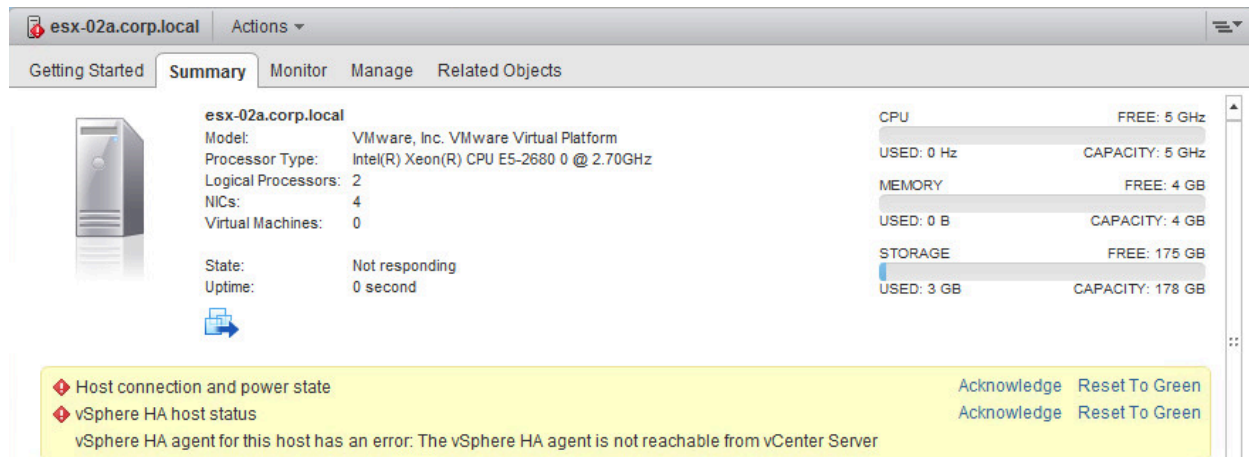 esx-02a.corp.local Actions
Getting Started Summary Monitor Manage Related Objects
esx-02a.corp.local
Model: VMware, Inc. VMware Virtual Platform
Processor Type: Intel(R) Xeon(R) CPU E5-2680 0 @ 2.70GHz
Logical Processors: 2
NICs: 4
Virtual Machines: 0
State: Not responding
Uptime: 0 second
CPU FREE: 5 GHz
USED: 0 Hz CAPACITY: 5 GHz
MEMORY FREE: 4 GB
USED: 0 B CAPACITY: 4 GB
STORAGE FREE: 175 GB
USED: 3 GB CAPACITY: 178 GB
Host connection and power state Acknowledge Reset To Green
vSphere HA host status Acknowledge Reset To Green
vSphere HA agent for this host has an error: The vSphere HA agent is not reachable from vCenter Server